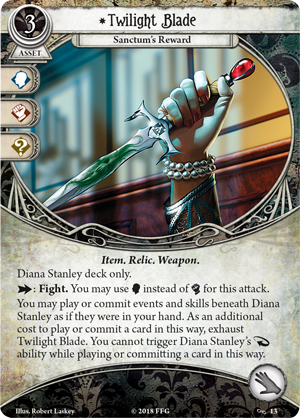 3
*Twilight Blade
ASSET
Sanctum's Reward
Item. Relic. Weapon.
Diana Stanley deck only.
: Fight. You may use instead of for this attack.
You may play or commit events and skills beneath Diana
Stanley as if they were in your hand. As an additional
cost to play or commit a card in this way, exhaust
Twilight Blade. You cannot trigger Diana Stanley's
ability while playing or committing a card in this way.
Illus. Robert Laskey
© 2018 FFG
13